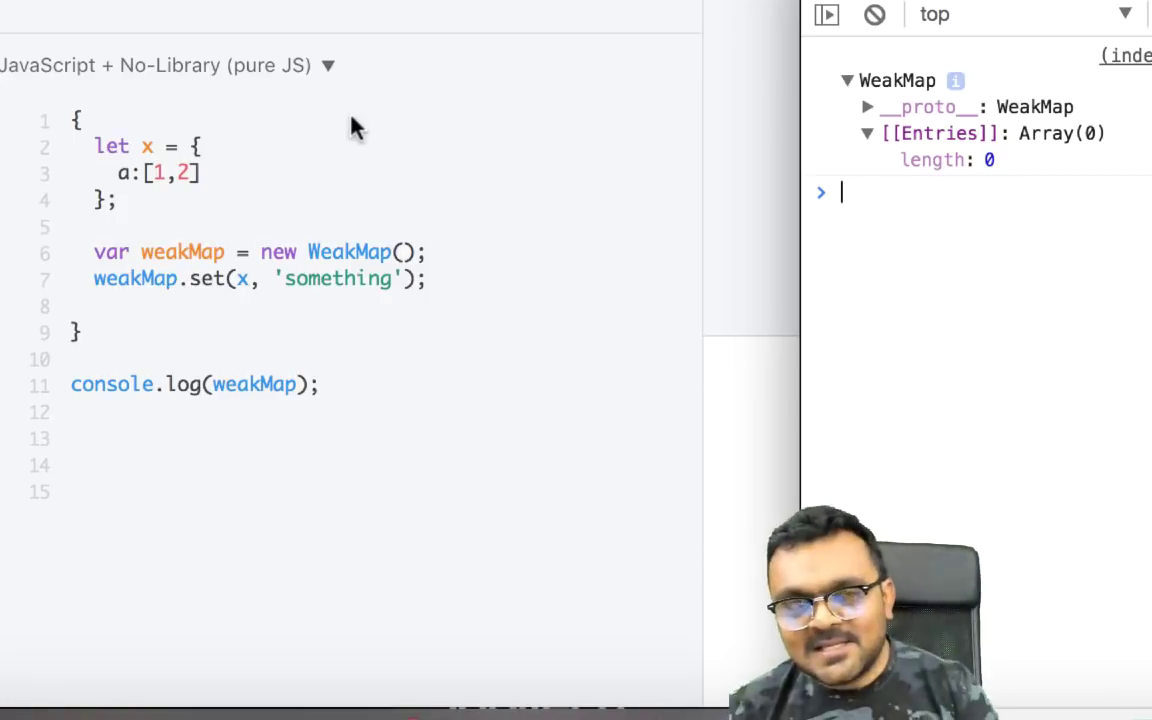 JavaScript + No-Library (pure JS) ▼
1 {
2 let x = {
3 a:[1,2]
4 };
5
6 var weakMap = new WeakMap();
7 weakMap.set(x, 'something');
8
9 }
10
11 console.log(weakMap);
12
13
14
15
top ▼
(inde
▼ WeakMap i
▶ __proto__: WeakMap
▼ [[Entries]]: Array(0)
length: 0
>